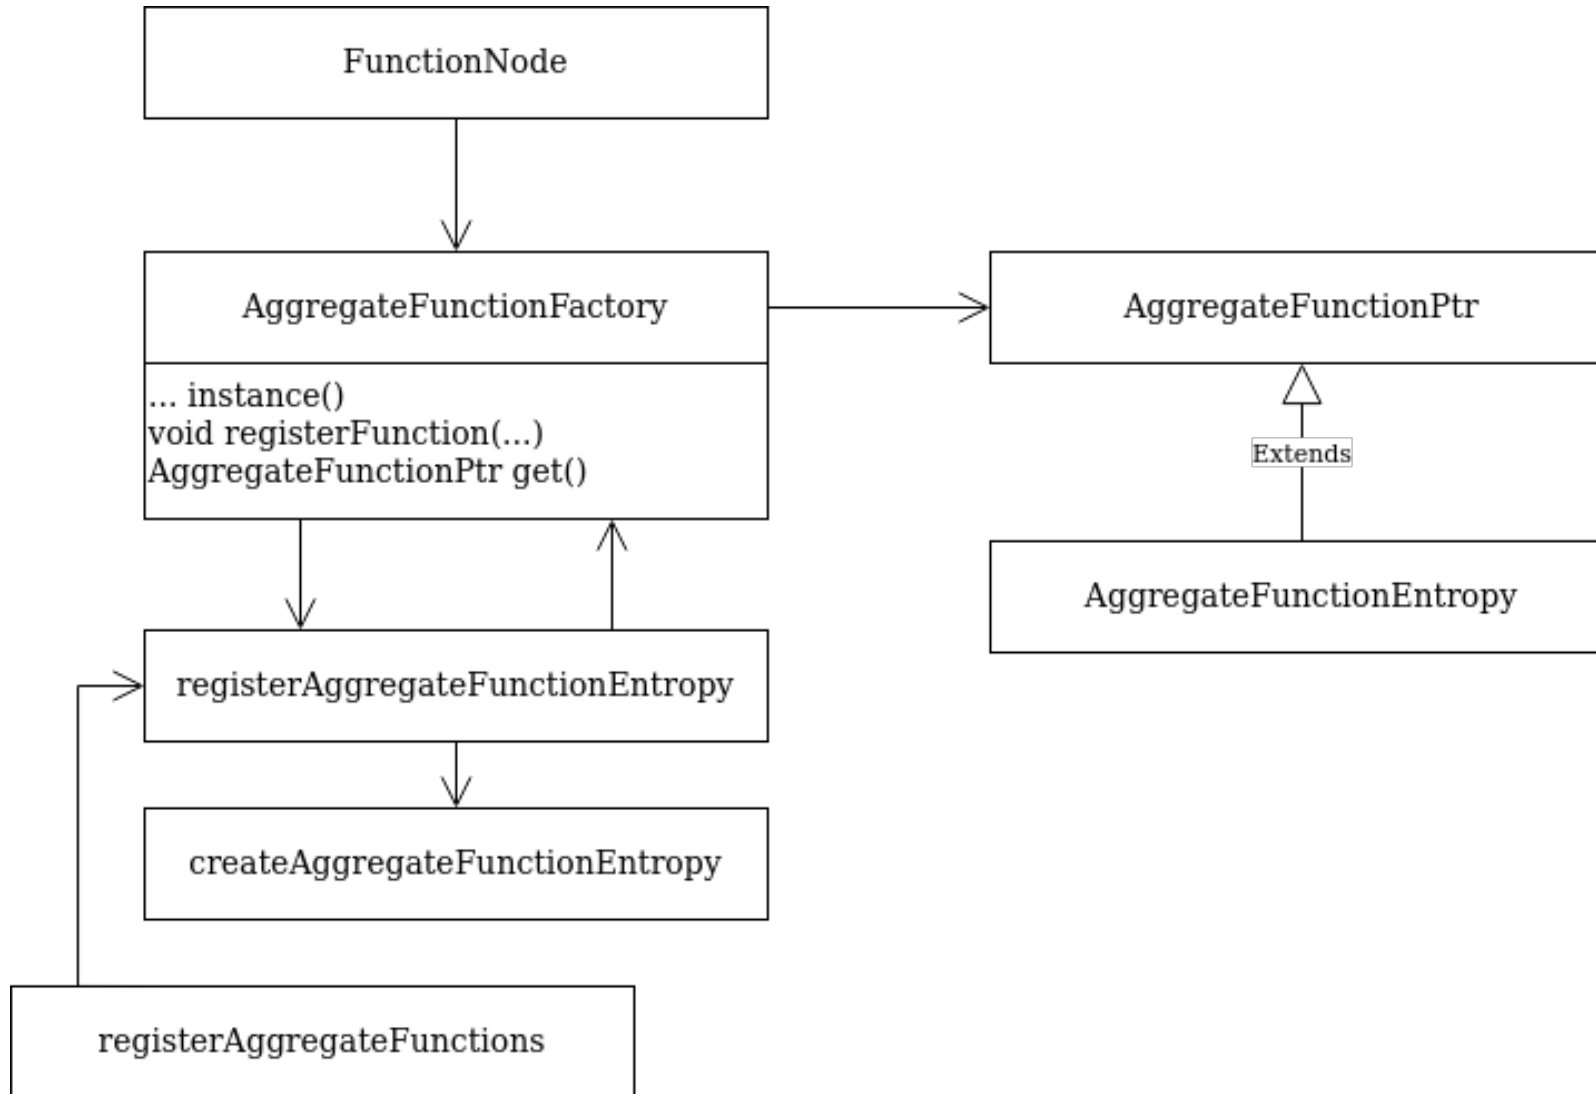 FunctionNode
AggregateFunctionFactory
... instance()
void registerFunction(...)
AggregateFunctionPtr get()
AggregateFunctionPtr
Extends
AggregateFunctionEntropy
registerAggregateFunctionEntropy
createAggregateFunctionEntropy
registerAggregateFunctions